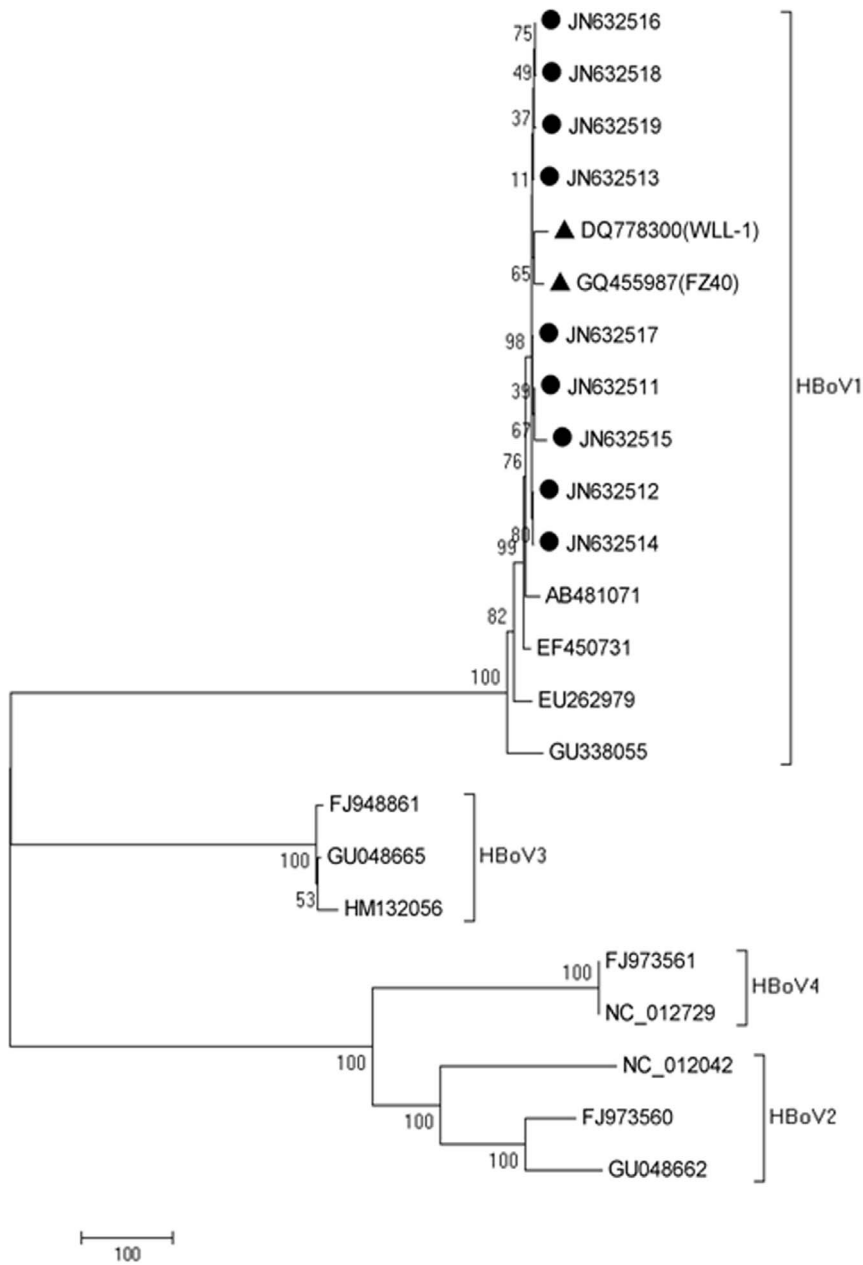 75
JN632516
49
JN632518
37
JN632519
11
JN632513
DQ778300(WLL-1)
65
GQ455987(FZ40)
98
JN632517
39
JN632511
HBoV1
67
JN632515
76
JN632512
80
99
JN632514
AB481071
82
EF450731
100
EU262979
GU338055
FJ948861
100
GU048665
HBoV3
53
HM132056
100
FJ973561
HBoV4
NC_012729
100
NC_012042
100
FJ973560
HBoV2
100
GU048662
100